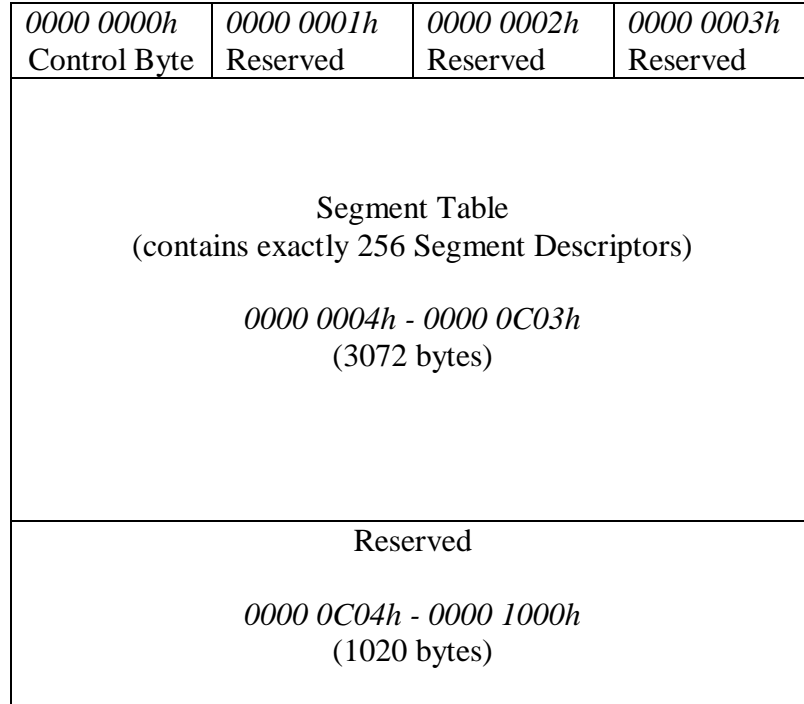 0000 0000h 0000 0001h 0000 0002h 0000 0003h
Control Byte Reserved Reserved Reserved
Segment Table
(contains exactly 256 Segment Descriptors)
0000 0004h - 0000 0C03h
(3072 bytes)
Reserved
0000 0C04h - 0000 1000h
(1020 bytes)